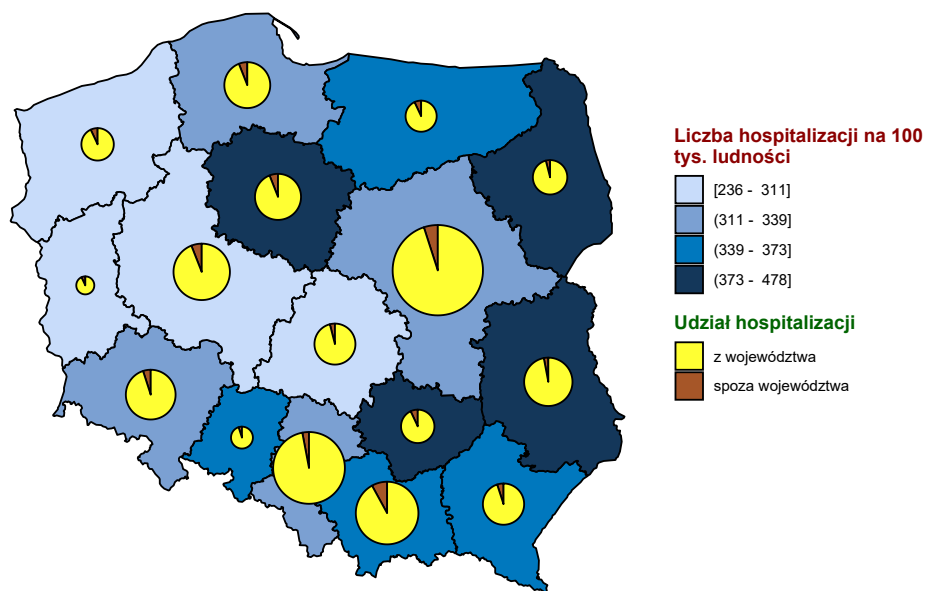 Liczba hospitalizacji na 100
tys. ludności
[236 - 311]
(311 - 339]
(339 - 373]
(373 - 478]
Udział hospitalizacji
z województwa
spoza województwa